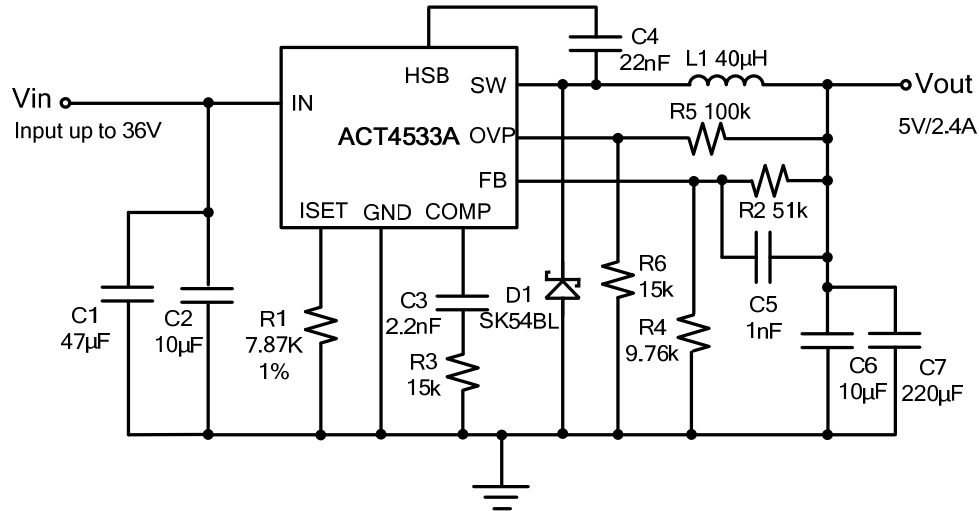 C4
22nF
L1 40μH
HSB
SW
Vin
IN
Vout
R5 100k
Input up to 36V
ACT4533A
OVP
5V/2.4A
FB
ISET
GND
COMP
R2 51k
R6
15k
C1
47μF
C2
10μF
R1
7.87K
1%
C3
2.2nF
D1
SK54BL
C5
1nF
R4
9.76k
R3
15k
C6
10μF
C7
220μF